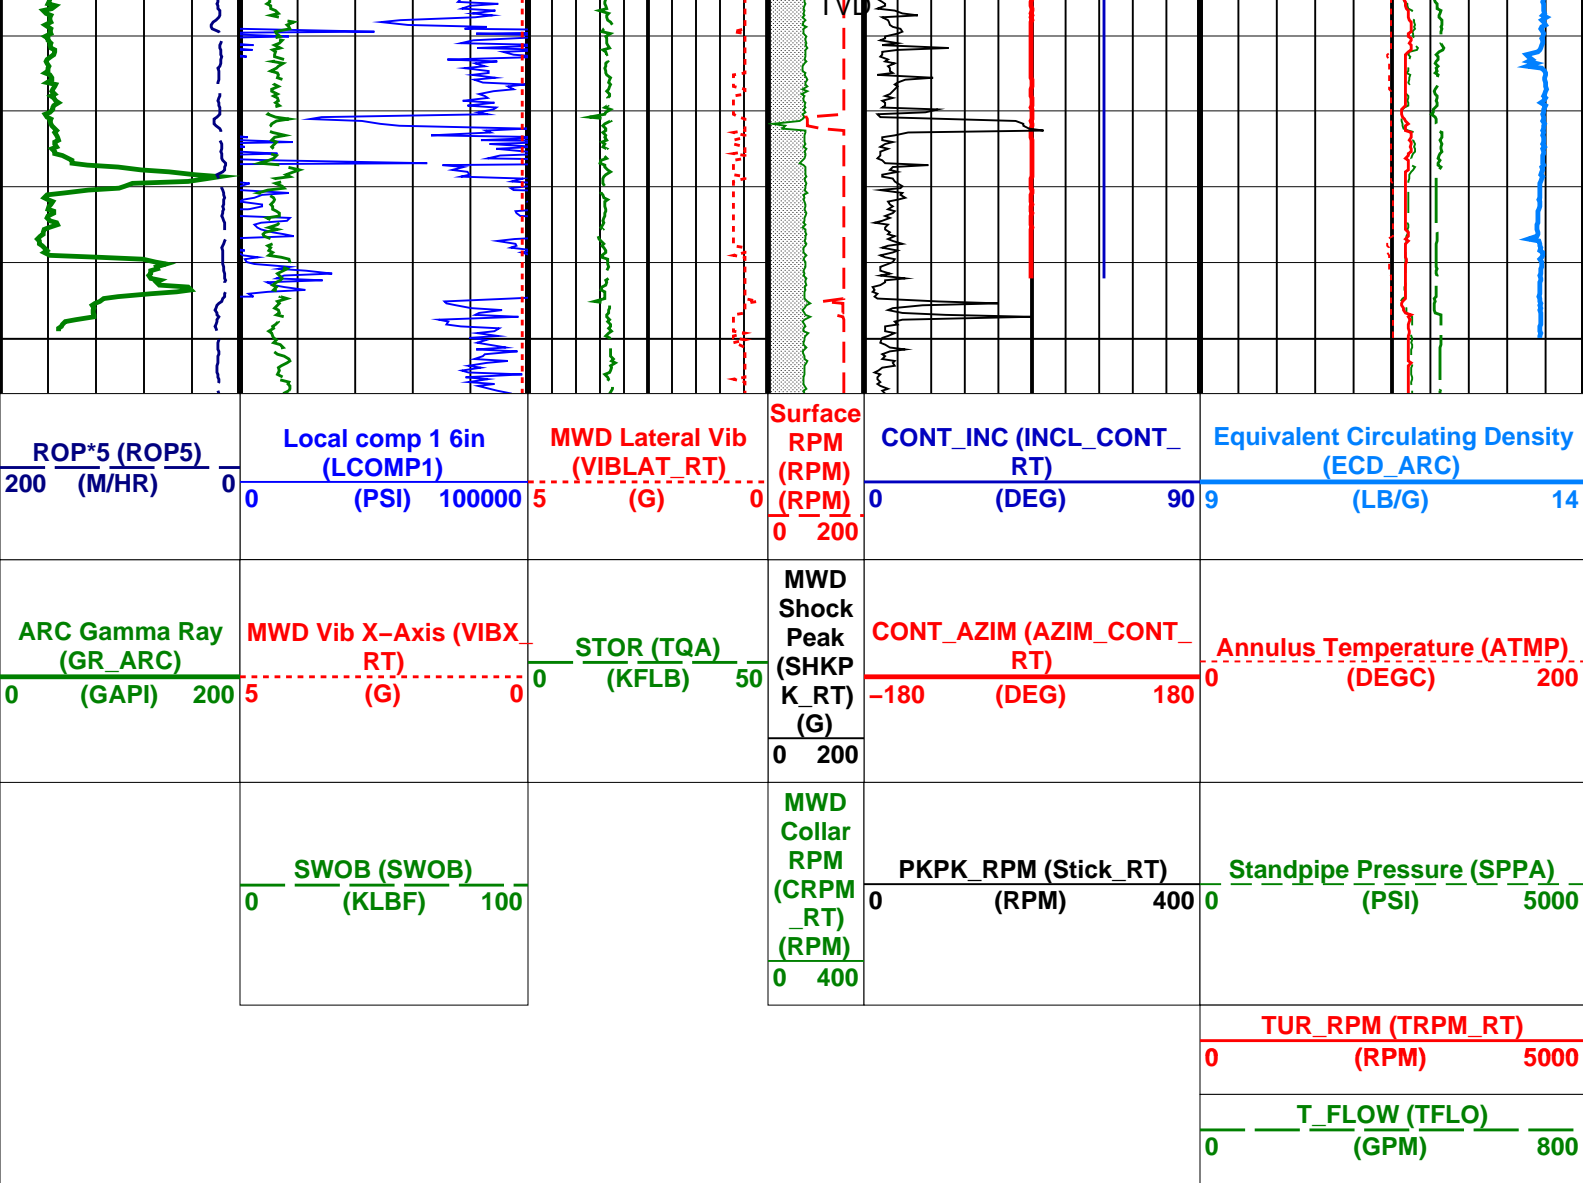 TVD
ROP*5 (ROP5)
200 (M/HR) 0
Local comp 1 6in
(LCOMP1)
0 (PSI) 100000
MWD Lateral Vib
(VIBLAT_RT)
5 (G) 0
Surface
RPM
(RPM)
(RPM)
0 200
CONT_INC (INCL_CONT_
RT)
0 (DEG) 90
Equivalent Circulating Density
(ECD_ARC)
9 (LB/G) 14
ARC Gamma Ray
(GR_ARC)
0 (GAPI) 200
MWD Vib X−Axis (VIBX_
RT)
5 (G) 0
STOR (TQA)
0 (KFLB) 50
MWD
Shock
Peak
(SHKP
K_RT)
(G)
0 200
CONT_AZIM (AZIM_CONT_
RT)
−180 (DEG) 180
Annulus Temperature (ATMP)
0 (DEGC) 200
SWOB (SWOB)
0 (KLBF) 100
MWD
Collar
RPM
(CRPM
_RT)
(RPM)
0 400
PKPK_RPM (Stick_RT)
0 (RPM) 400
Standpipe Pressure (SPPA)
0 (PSI) 5000
TUR_RPM (TRPM_RT)
0 (RPM) 5000
T_FLOW (TFLO)
0 (GPM) 800